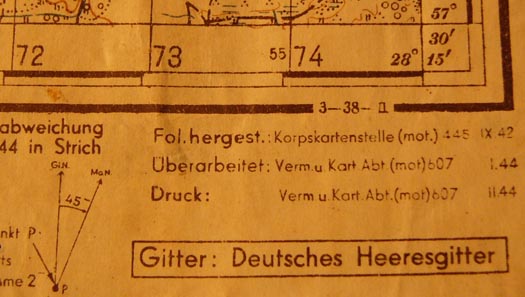 57°
72 73 55 74 28° 30' 15'
3-38-
abweichung
44 in Strich
Gi.N. Ma.N.
45
nkt P.
ts
me 2 P
Fol.hergest.: Korpskartenstelle (mot.) 445 IX 42
Überarbeitet: Verm.u.Kart.Abt.(mot) 607 I.44
Druck: Verm.u.Kart.Abt.(mot) 607 II.44
Gitter: Deutsches Heeresgitter